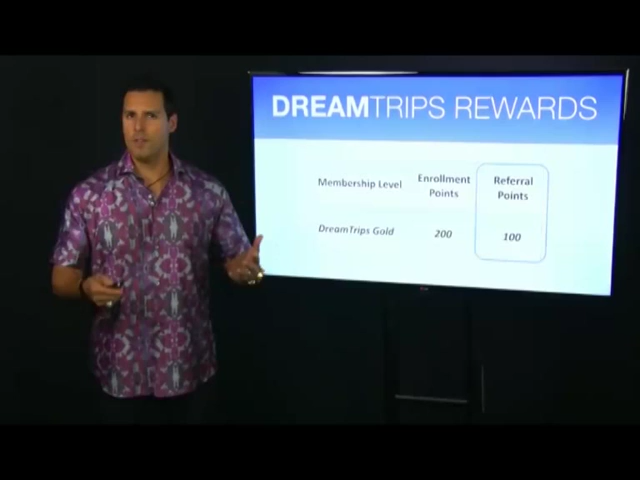 DREAMTRIPS REWARDS
Membership Level Enrollment Points Referral Points
DreamTrips Gold 200 100